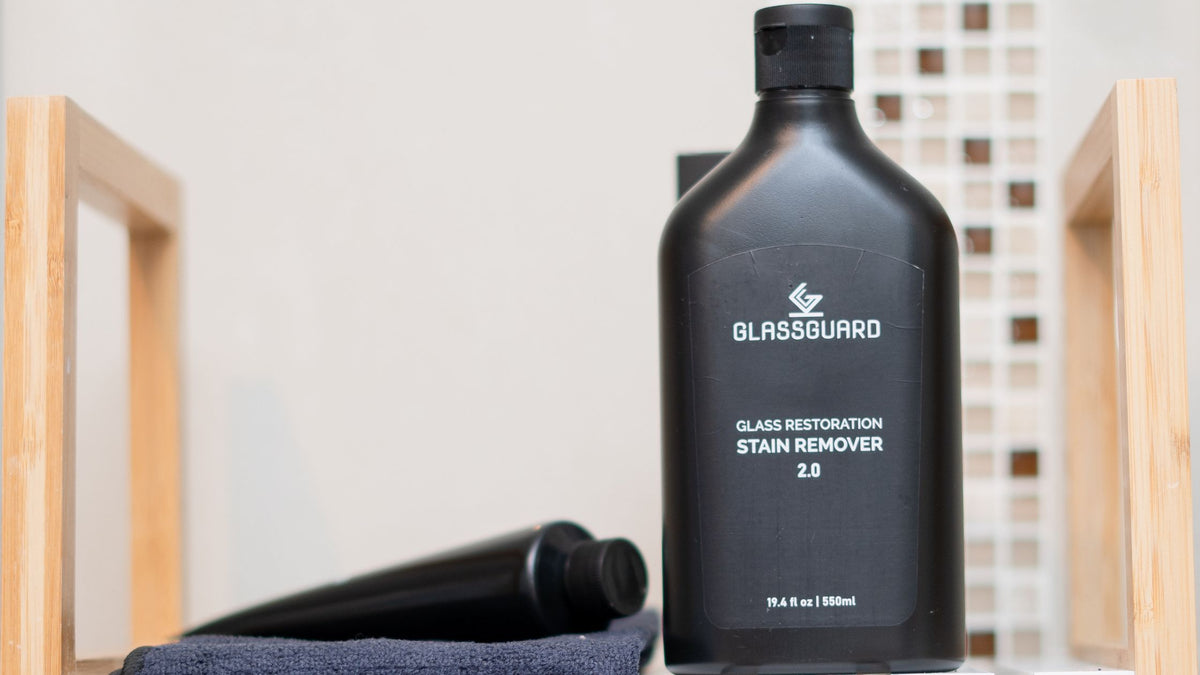 GLASSGUARD
GLASS RESTORATION
STAIN REMOVER
2.0
19.4 fl oz | 550ml